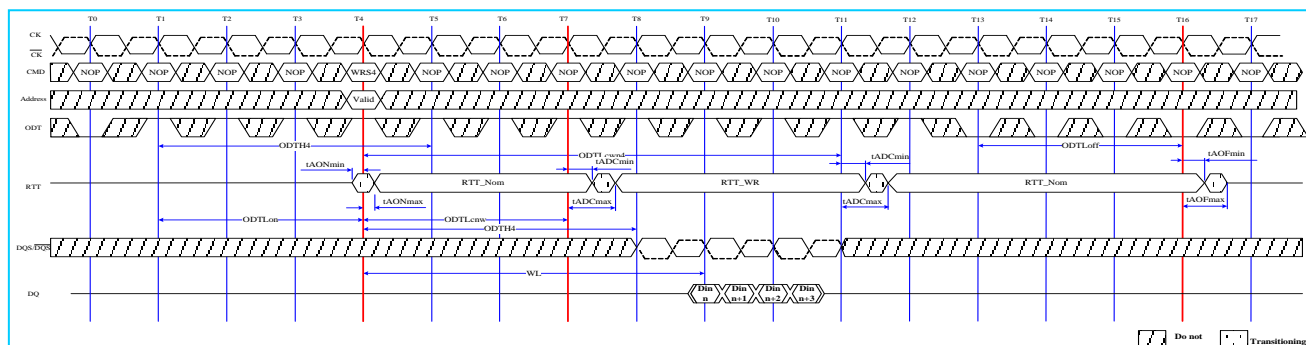 T0 T1 T2 T3 T4 T5 T6 T7 T8 T9 T10 T11 T12 T13 T14 T15 T16 T17
CK
CK
CMD NOP NOP NOP NOP WRS4 NOP NOP NOP NOP NOP NOP NOP NOP NOP NOP NOP NOP NOP
Address Valid
ODT
ODTH4 ODTLcwn4 ODTLoff
tAONmin tADCmin tADCmin tAOFmin
RTT RTT_Nom RTT_WR RTT_Nom
tAONmax tADCmax tADCmax tAOFmax
ODTLon ODTLcnw
ODTH4
DQS/DQS
WL
DQ Din n Din n+1 Din n+2 Din n+3
Do not Transitioning